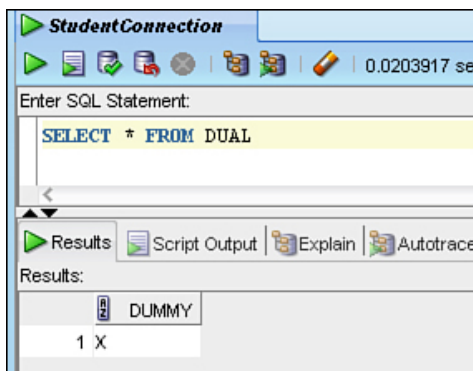 StudentConnection
0.0203917 se
Enter SQL Statement:
SELECT * FROM DUAL
Results Script Output Explain Autotrace
Results:
DUMMY
1 X